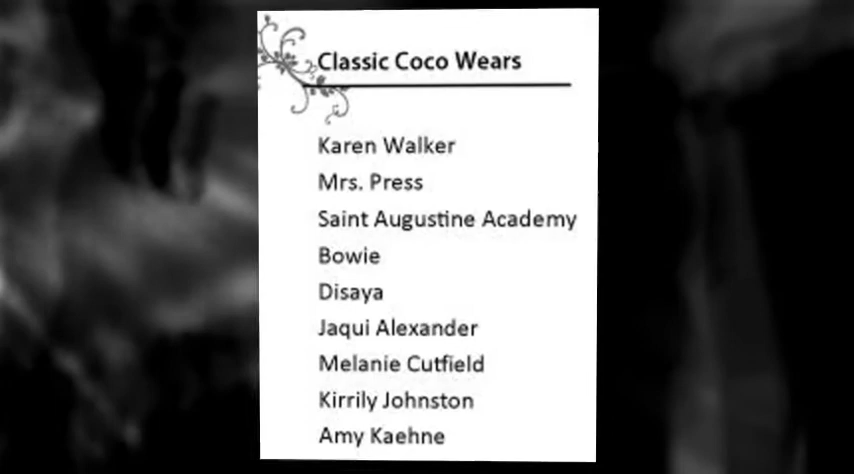 Classic Coco Wears
Karen Walker
Mrs. Press
Saint Augustine Academy
Bowie
Disaya
Jaqui Alexander
Melanie Cutfield
Kirrily Johnston
Amy Kaehne